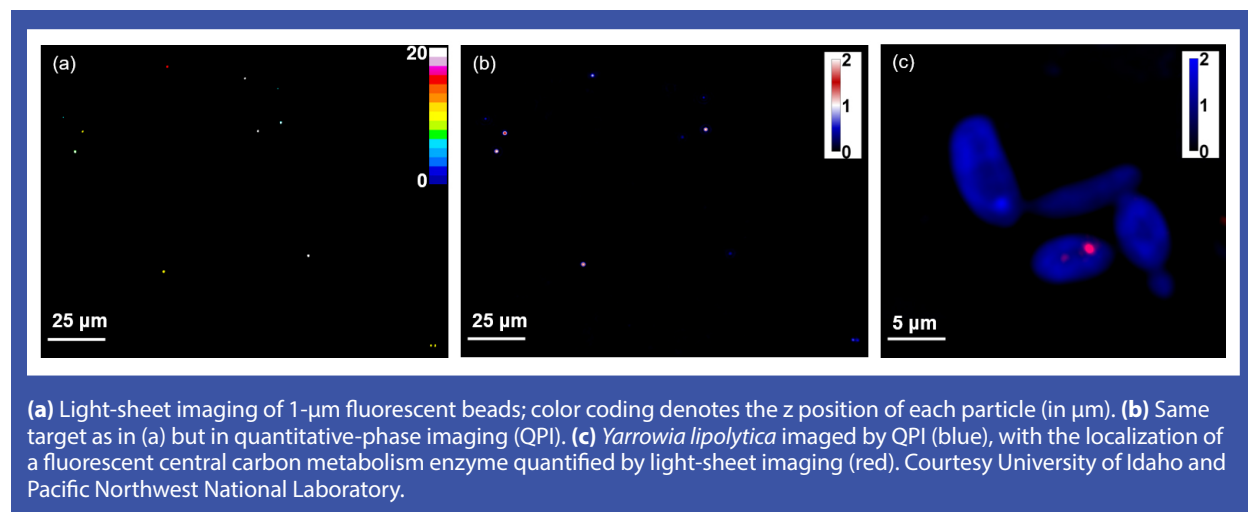 (a)
20
0
25 µm
(b)
2
1
0
25 µm
(c)
2
1
0
5 µm
(a) Light-sheet imaging of 1-µm fluorescent beads; color coding denotes the z position of each particle (in µm). (b) Same
target as in (a) but in quantitative-phase imaging (QPI). (c) Yarrowia lipolytica imaged by QPI (blue), with the localization of
a fluorescent central carbon metabolism enzyme quantified by light-sheet imaging (red). Courtesy University of Idaho and
Pacific Northwest National Laboratory.